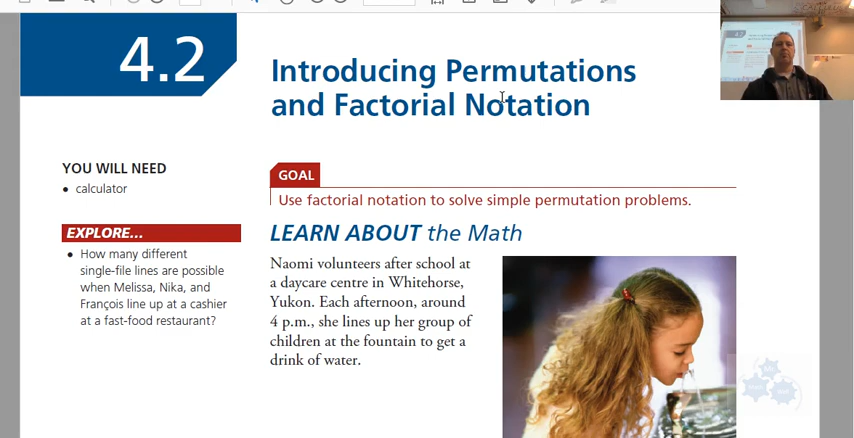 4.2
Introducing Permutations
and Factorial Notation
YOU WILL NEED
• calculator
EXPLORE...
• How many different
single-file lines are possible
when Melissa, Nika, and
François line up at a cashier
at a fast-food restaurant?
GOAL
Use factorial notation to solve simple permutation problems.
LEARN ABOUT the Math
Naomi volunteers after school at
a daycare centre in Whitehorse,
Yukon. Each afternoon, around
4 p.m., she lines up her group of
children at the fountain to get a
drink of water.